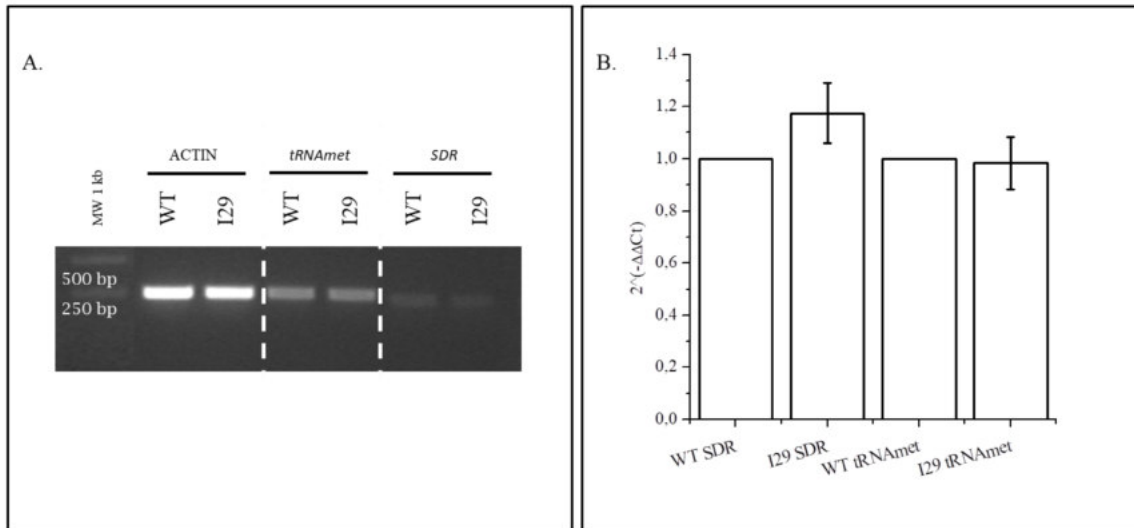 A.
ACTIN tRNAmet SDR
MW 1 kb WT I29 WT I29 WT I29
500 bp
250 bp
B.
2^(-ΔΔCt)
1,4
1,2
1,0
0,8
0,6
0,4
0,2
0,0
WT SDR I29 SDR WT tRNAmet I29 tRNAmet